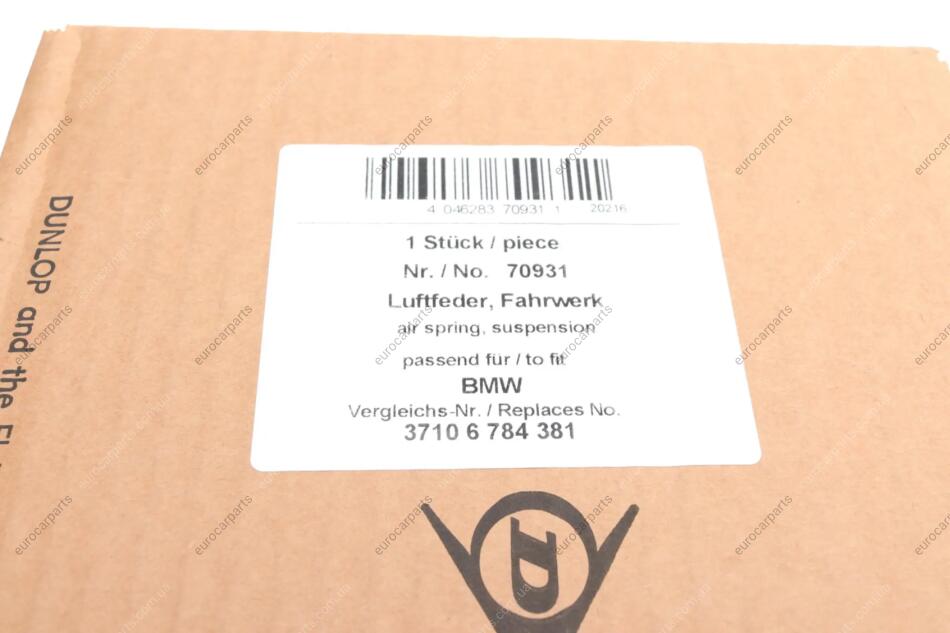 4 046283 70931 1 20216
1 Stück / piece
Nr. / No. 70931
Luftfeder, Fahrwerk
air spring, suspension
passend für / to fit
BMW
Vergleichs-Nr. / Replaces No.
3710 6 784 381
DUNLOP and the
D
eurocarparts